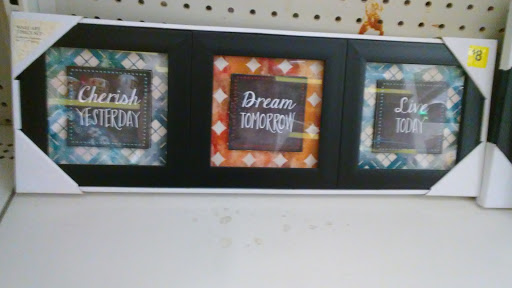 Cherish
YESTERDAY
Dream
TOMORROW
Live
TODAY
$8